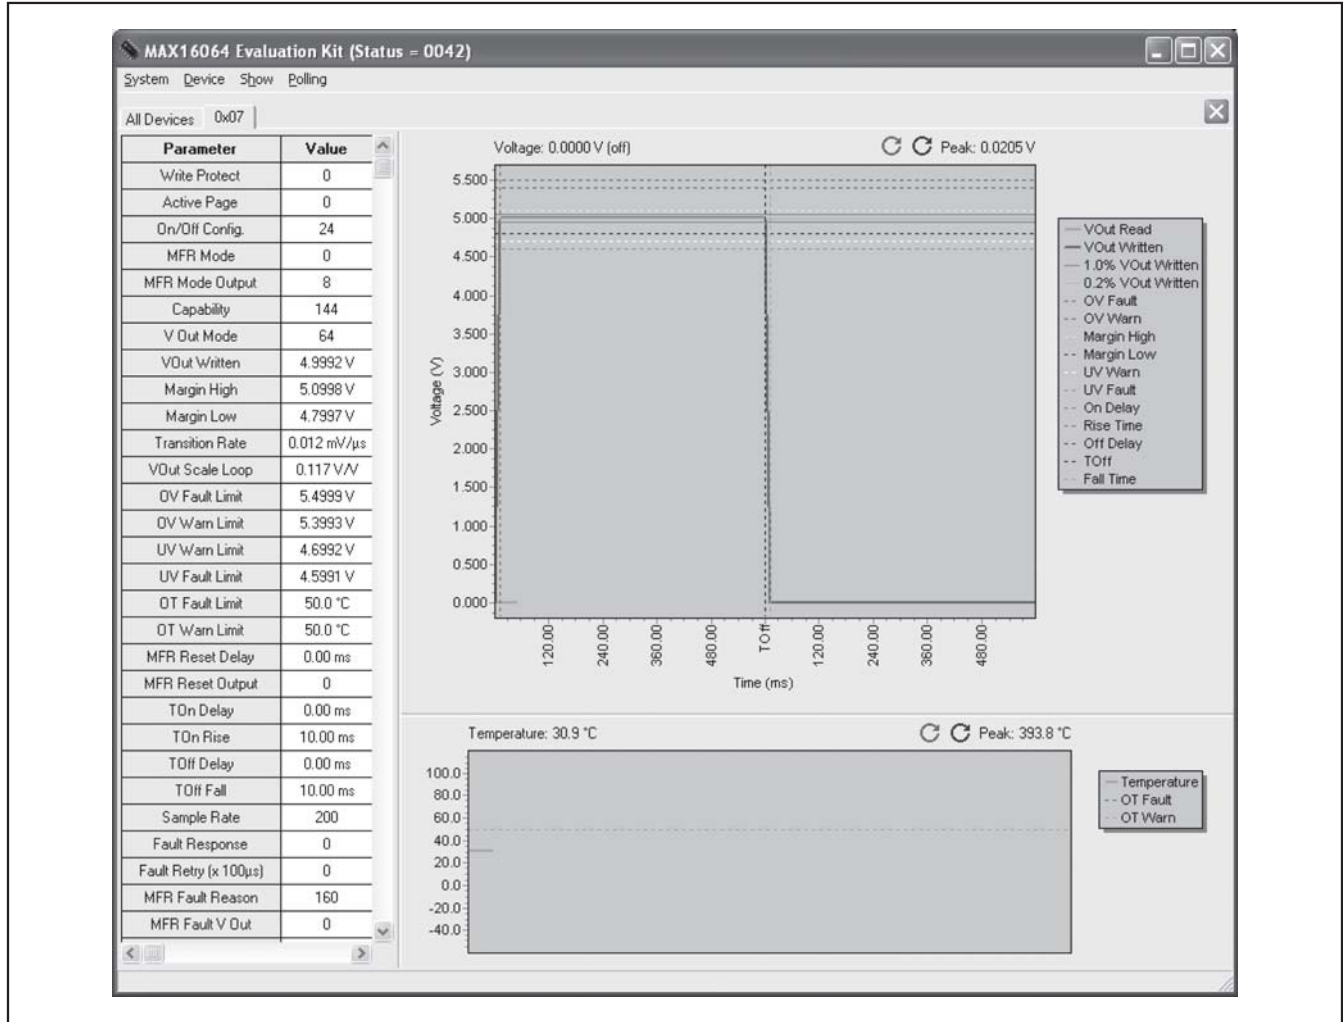 MAX16064 Evaluation Kit (Status = 0042)
System Device Show Polling
All Devices 0x07
Parameter Value
Write Protect 0
Active Page 0
On/Off Config. 24
MFR Mode 0
MFR Mode Output 8
Capability 144
V Out Mode 64
VOut Written 4.9992 V
Margin High 5.0998 V
Margin Low 4.7997 V
Transition Rate 0.012 mV/µs
VOut Scale Loop 0.117 V/V
OV Fault Limit 5.4999 V
OV Warn Limit 5.3993 V
UV Warn Limit 4.6992 V
UV Fault Limit 4.5991 V
OT Fault Limit 50.0 °C
OT Warn Limit 50.0 °C
MFR Reset Delay 0.00 ms
MFR Reset Output 0
TOn Delay 0.00 ms
TOn Rise 10.00 ms
TOff Delay 0.00 ms
TOff Fall 10.00 ms
Sample Rate 200
Fault Response 0
Fault Retry (x 100µs) 0
MFR Fault Reason 160
MFR Fault V Out 0
Voltage: 0.0000 V (off) Peak: 0.0205 V
Voltage (V)
5.500
5.000
4.500
4.000
3.500
3.000
2.500
2.000
1.500
1.000
0.500
0.000
120.00 240.00 360.00 480.00 TOff 120.00 240.00 360.00 480.00
Time (ms)
VOut Read
VOut Written
1.0% VOut Written
0.2% VOut Written
OV Fault
OV Warn
Margin High
Margin Low
UV Warn
UV Fault
On Delay
Rise Time
Off Delay
TOff
Fall Time
Temperature: 30.9 °C Peak: 393.8 °C
100.0
80.0
60.0
40.0
20.0
0.0
-20.0
-40.0
Temperature
OT Fault
OT Warn